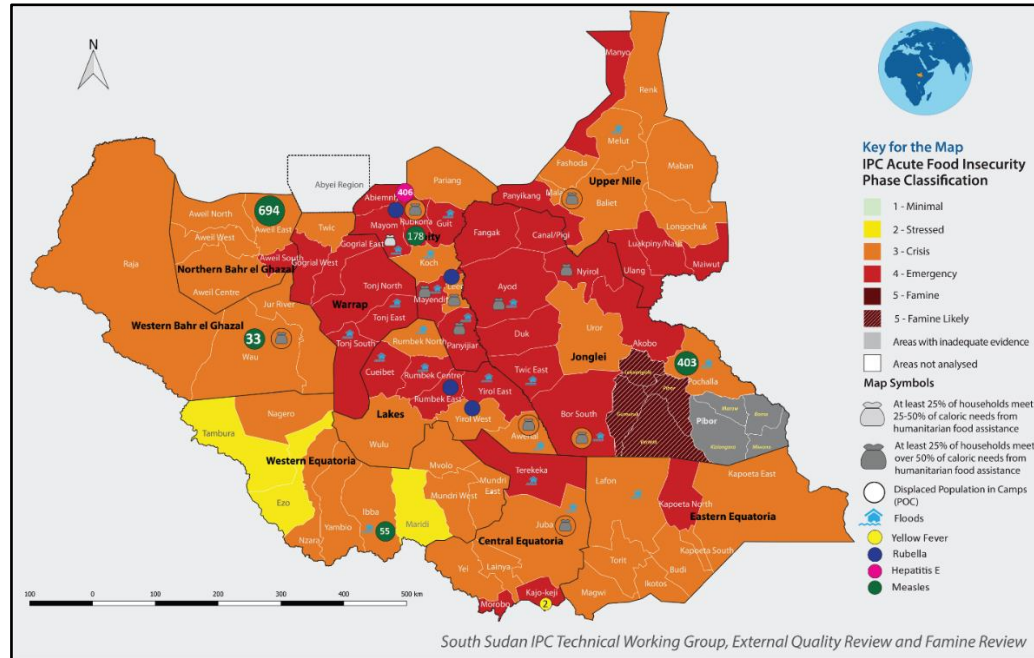 N
Manyo
Renk
Melut
Fashoda
Maban
Upper Nile
Baliet
Abyei Region
Pariang
Panyikang
Longochuk
406
Abiemnh
Rubkona
Guit
Mayom
694
Aweil North
Aweil East
Twic
Fangak
Canal/Pigi
Luakpiny/Nasir
Maiwut
Aweil West
Gogrial East
178
Aweil South
Gogrial West
Koch
Nyirol
Ulang
Raja
Northern Bahr el Ghazal
Tonj North
Leer
Mayendit
Ayod
Aweil Centre
Warrap
Jur River
Tonj East
Uror
Western Bahr el Ghazal
Duk
Akobo
33
Tonj South
Rumbek North
Panyijiar
Jonglei
403
Wau
Cueibet
Rumbek Centre
Twic East
Pochalla
Rumbek East
Yirol East
Nagero
Lakes
Yirol West
Bor South
Pibor
Tambura
Awerial
Wulu
Western Equatoria
Terekeka
Lafon
Kapoeta East
Mvolo
Mundri East
Ezo
Ibba
Maridi
Mundri West
Kapoeta North
Yambio
55
Juba
Eastern Equatoria
Nzara
Central Equatoria
Kapoeta South
Yei
Lainya
Torit
Budi
Ikotos
Magwi
Kajo-keji
Morobo
2
100 0 100 200 300 400 500 km
Key for the Map
IPC Acute Food Insecurity
Phase Classification
1 - Minimal
2 - Stressed
3 - Crisis
4 - Emergency
5 - Famine
5 - Famine Likely
Areas with inadequate evidence
Areas not analysed
Map Symbols
At least 25% of households meet
25-50% of caloric needs from
humanitarian food assistance
At least 25% of households meet
over 50% of caloric needs from
humanitarian food assistance
Displaced Population in Camps
(POC)
Floods
Yellow Fever
Rubella
Hepatitis E
Measles
South Sudan IPC Technical Working Group, External Quality Review and Famine Review